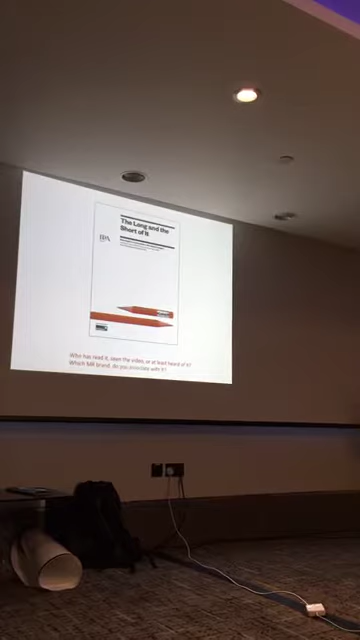 The Long and the
Short of It
IPA
Who has read it, seen the video, or at least heard of it?
Which MR brand, do you associate with it?